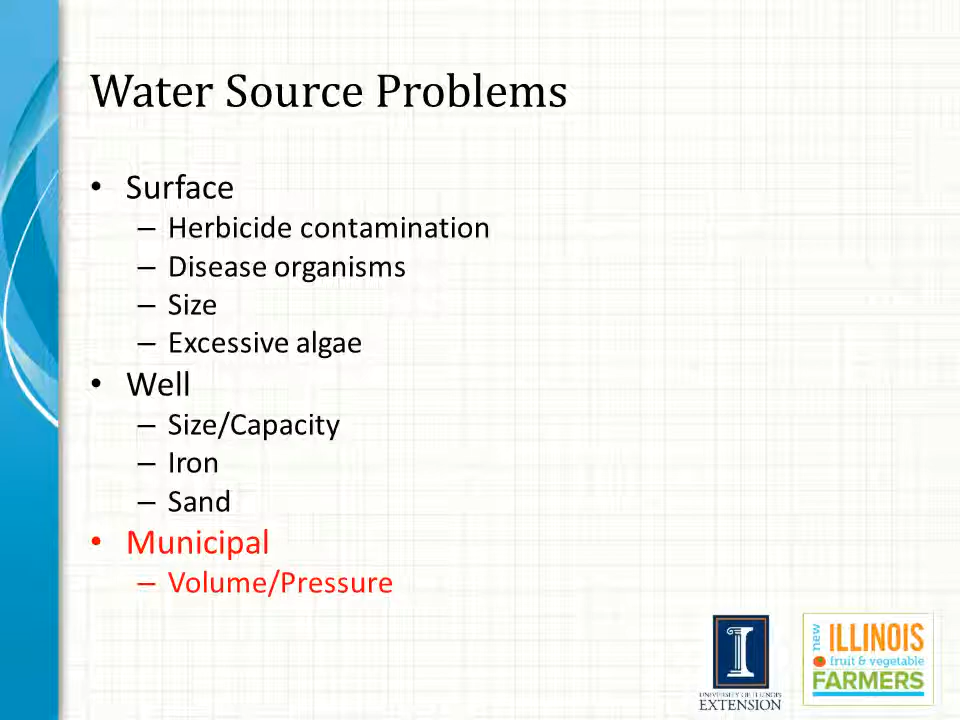 Water Source Problems
• Surface
– Herbicide contamination
– Disease organisms
– Size
– Excessive algae
• Well
– Size/Capacity
– Iron
– Sand
• Municipal
– Volume/Pressure
I
UNIVERSITY OF ILLINOIS
EXTENSION
new
ILLINOIS
fruit & vegetable
FARMERS